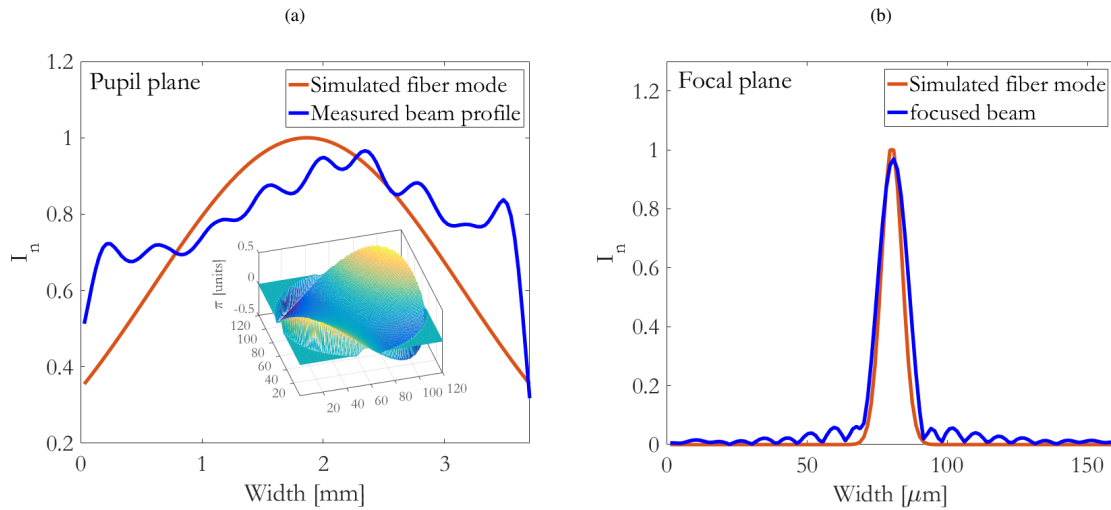 (a)
Pupil plane
Simulated fiber mode
Measured beam profile
1.2
1
0.8
0.6
0.4
0.2
I_n
0
1
2
3
Width [mm]
0.5
0
-0.5
π [units]
120
100
80
60
40
20
20
40
60
80
100
120
(b)
Focal plane
Simulated fiber mode
focused beam
1.2
1
0.8
0.6
0.4
0.2
0
I_n
0
50
100
150
Width [μm]